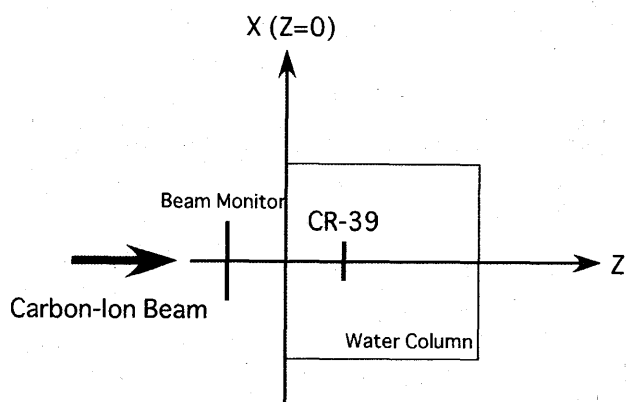 X (Z=0)
Beam Monitor
CR-39
Z
Carbon-Ion Beam
Water Column